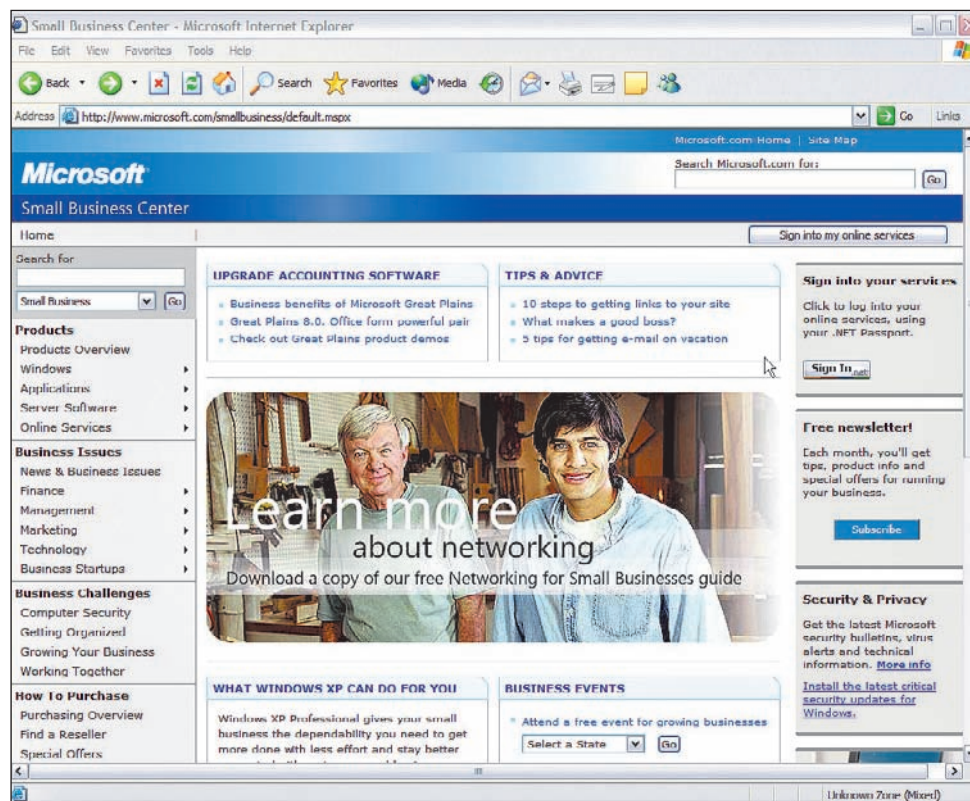 Small Business Center - Microsoft Internet Explorer
File Edit View Favorites Tools Help
Back Search Favorites Media
Address http://www.microsoft.com/smallbusiness/default.mspx Go Links
Microsoft.com Home | Site Map
Microsoft
Search Microsoft.com for:
Go
Small Business Center
Home
Sign into my online services
Search for
Small Business Go
Products
Products Overview
Windows
Applications
Server Software
Online Services
Business Issues
News & Business Issues
Finance
Management
Marketing
Technology
Business Startups
Business Challenges
Computer Security
Getting Organized
Growing Your Business
Working Together
How To Purchase
Purchasing Overview
Find a Reseller
Special Offers
UPGRADE ACCOUNTING SOFTWARE
Business benefits of Microsoft Great Plains
Great Plains 8.0. Office form powerful pair
Check out Great Plains product demos
TIPS & ADVICE
10 steps to getting links to your site
What makes a good boss?
5 tips for getting e-mail on vacation
Learn more
about networking
Download a copy of our free Networking for Small Businesses guide
WHAT WINDOWS XP CAN DO FOR YOU
Windows XP Professional gives your small
business the dependability you need to get
more done with less effort and stay better
BUSINESS EVENTS
Attend a free event for growing businesses
Select a State Go
Sign into your services
Click to log into your
online services, using
your .NET Passport.
Sign In .net
Free newsletter!
Each month, you'll get
tips, product info and
special offers for running
your business.
Subscribe
Security & Privacy
Get the latest Microsoft
security bulletins, virus
alerts and technical
information. More info
Install the latest critical
security updates for
Windows.
Unknown Zone (Mixed)